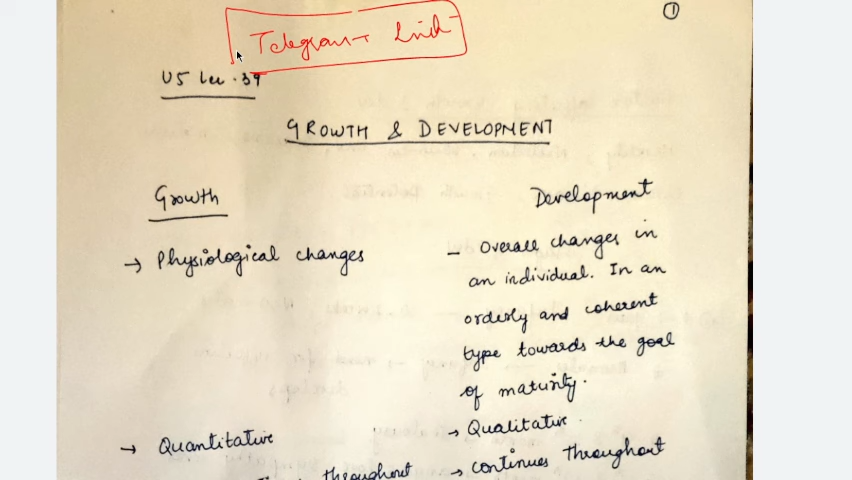 1
Telegram Link
U5 Lec. 39
GROWTH & DEVELOPMENT
Growth
Development
→ Physiological changes
- Overall changes in
an individual. In an
orderly and coherent
type towards the goal
of maturity.
→ Quantitative
→ Qualitative.
throughout
→ continues throughout